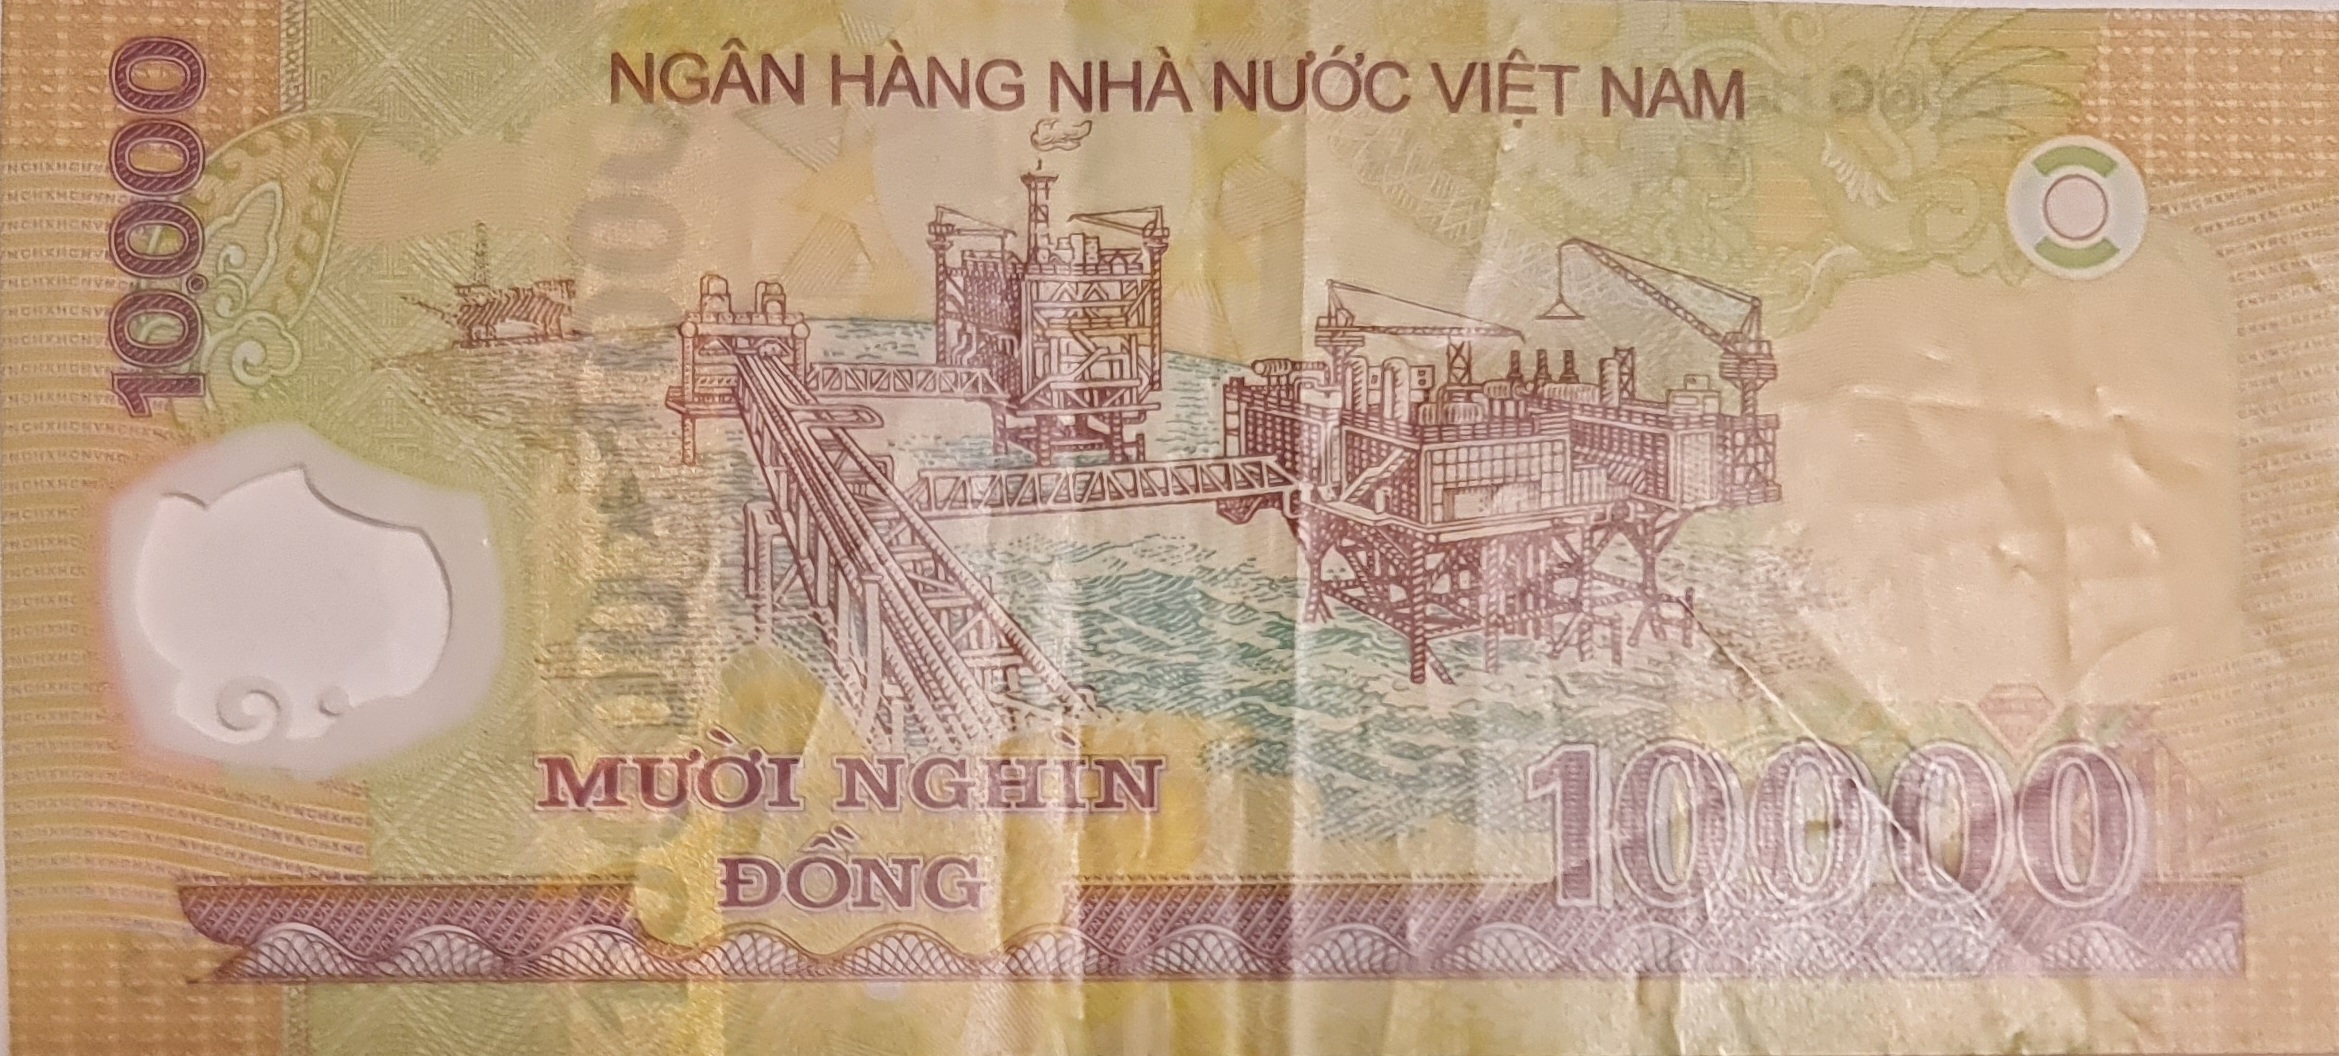 NGÂN HÀNG NHÀ NƯỚC VIỆT NAM
10.000
MƯỜI NGHÌN
ĐỒNG
10000